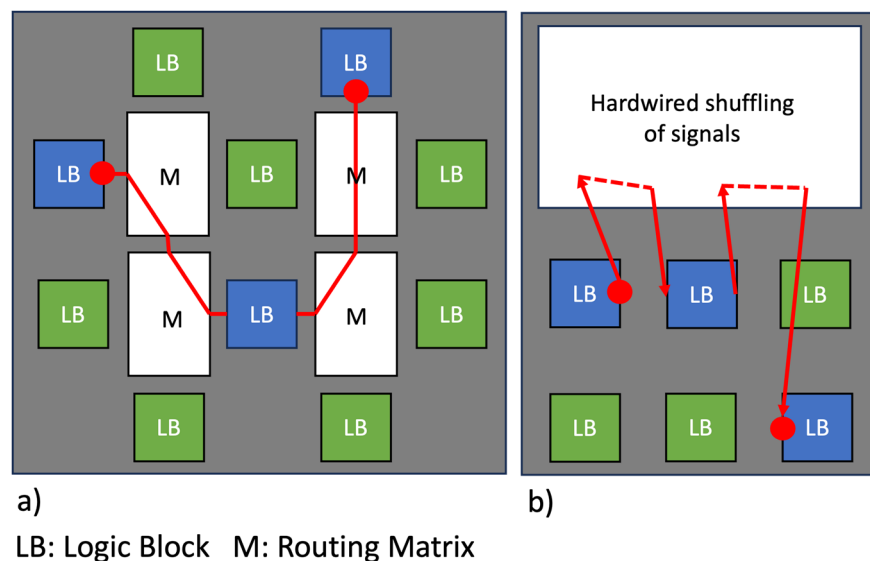 LB
LB
LB
M
LB
M
LB
LB
M
LB
M
LB
LB
LB
a)
Hardwired shuffling
of signals
LB
LB
LB
LB
LB
LB
b)
LB: Logic Block   M: Routing Matrix